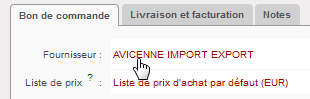 Bon de commande Livraison et facturation Notes
Fournisseur : AVICENNE IMPORT EXPORT
Liste de prix ? : Liste de prix d'achat par défaut (EUR)